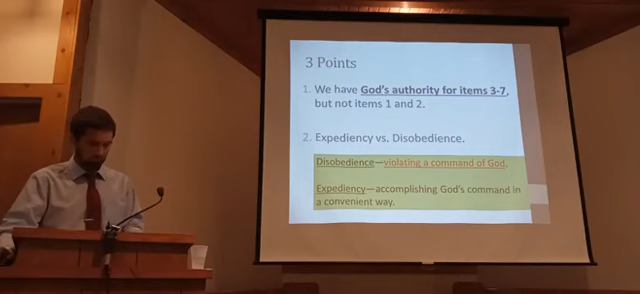 3 Points
1. We have God's authority for items 3-7,
but not items 1 and 2.
2. Expediency vs. Disobedience.
Disobedience—violating a command of God.
Expediency—accomplishing God's command in
a convenient way.